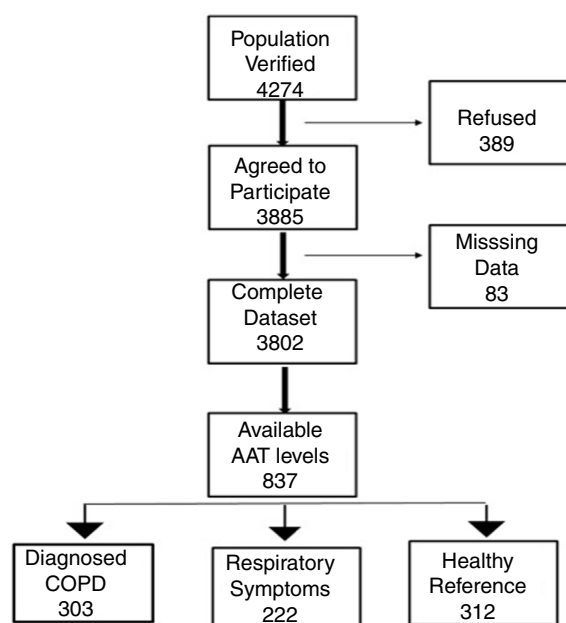 Population
Verified
4274
Refused
389
Agreed to
Participate
3885
Misssing
Data
83
Complete
Dataset
3802
Available
AAT levels
837
Diagnosed
COPD
303
Respiratory
Symptoms
222
Healthy
Reference
312